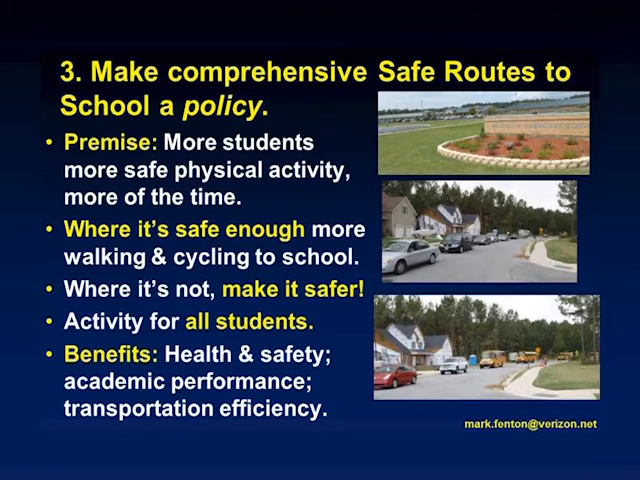 3. Make comprehensive Safe Routes to
School a policy.
• Premise: More students
more safe physical activity,
more of the time.
• Where it's safe enough more
walking & cycling to school.
• Where it's not, make it safer!
• Activity for all students.
• Benefits: Health & safety;
academic performance;
transportation efficiency.
mark.fenton@verizon.net